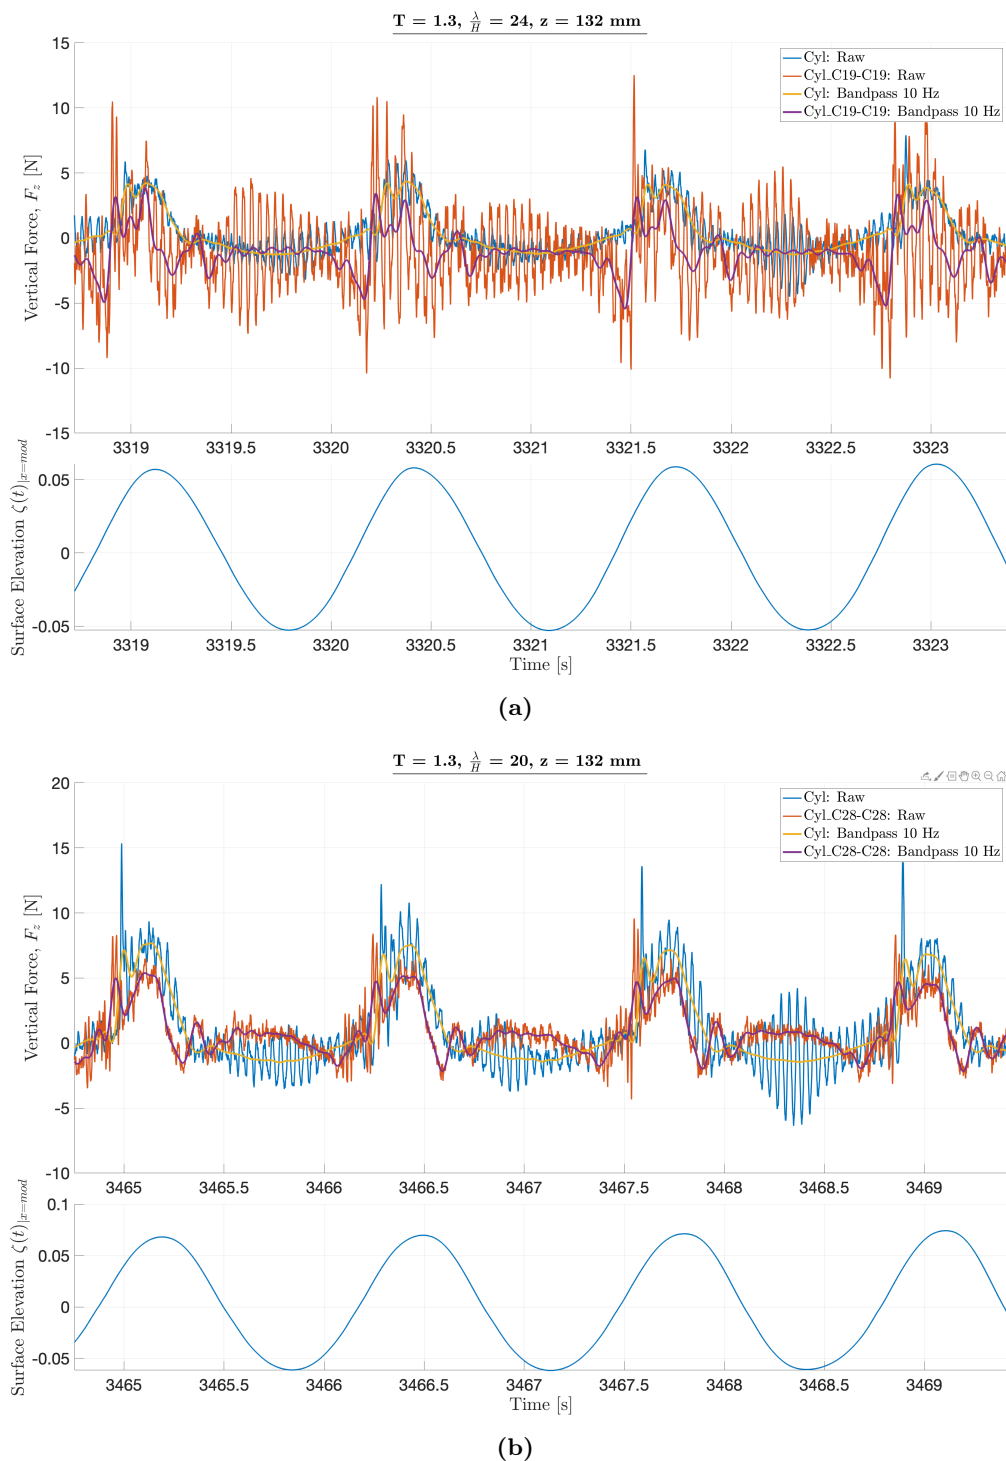 T = 1.3, λ/H = 24, z = 132 mm
Cyl: Raw
Cyl_C19-C19: Raw
Cyl: Bandpass 10 Hz
Cyl_C19-C19: Bandpass 10 Hz
Vertical Force, F_z [N]
15
10
5
0
-5
-10
-15
3319 3319.5 3320 3320.5 3321 3321.5 3322 3322.5 3323
Surface Elevation ζ(t)|x=mod
0.05
0
-0.05
3319 3319.5 3320 3320.5 3321 3321.5 3322 3322.5 3323
Time [s]
(a)
T = 1.3, λ/H = 20, z = 132 mm
Cyl: Raw
Cyl_C28-C28: Raw
Cyl: Bandpass 10 Hz
Cyl_C28-C28: Bandpass 10 Hz
Vertical Force, F_z [N]
20
15
10
5
0
-5
-10
3465 3465.5 3466 3466.5 3467 3467.5 3468 3468.5 3469
Surface Elevation ζ(t)|x=mod
0.1
0.05
0
-0.05
3465 3465.5 3466 3466.5 3467 3467.5 3468 3468.5 3469
Time [s]
(b)